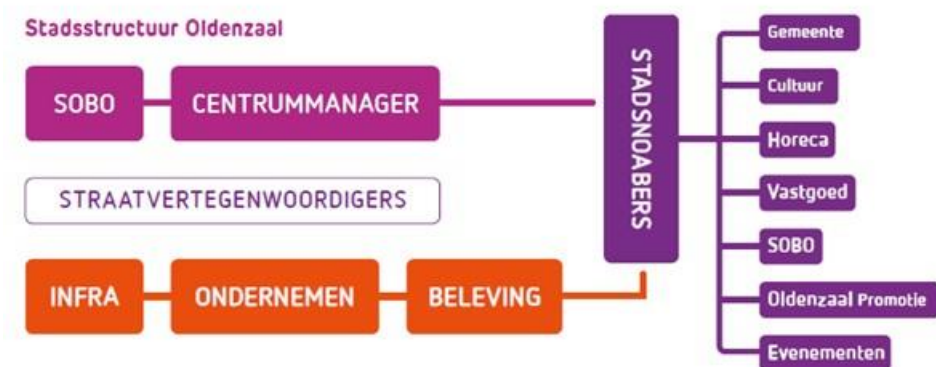 Stadsstructuur Oldenzaal
SOBO
CENTRUMMANAGER
STRAATVERTEGENWOORDIGERS
INFRA
ONDERNEMEN
BELEVING
STADSNOABERS
Gemeente
Cultuur
Horeca
Vastgoed
SOBO
Oldenzaal Promotie
Evenementen